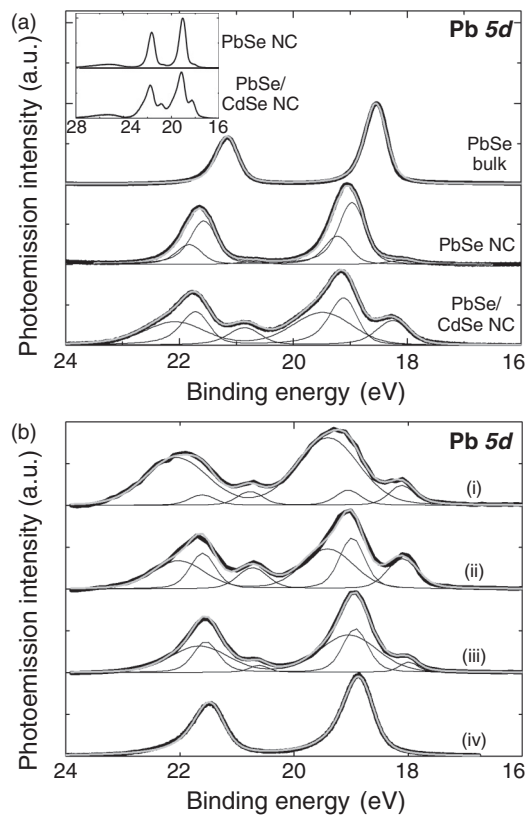 (a)
Pb 5d
PbSe NC
PbSe/
CdSe NC
28 24 20 16
PbSe
bulk
PbSe NC
PbSe/
CdSe NC
Photoemission intensity (a.u.)
24 22 20 18 16
Binding energy (eV)
(b)
Pb 5d
(i)
(ii)
(iii)
(iv)
Photoemission intensity (a.u.)
24 22 20 18 16
Binding energy (eV)